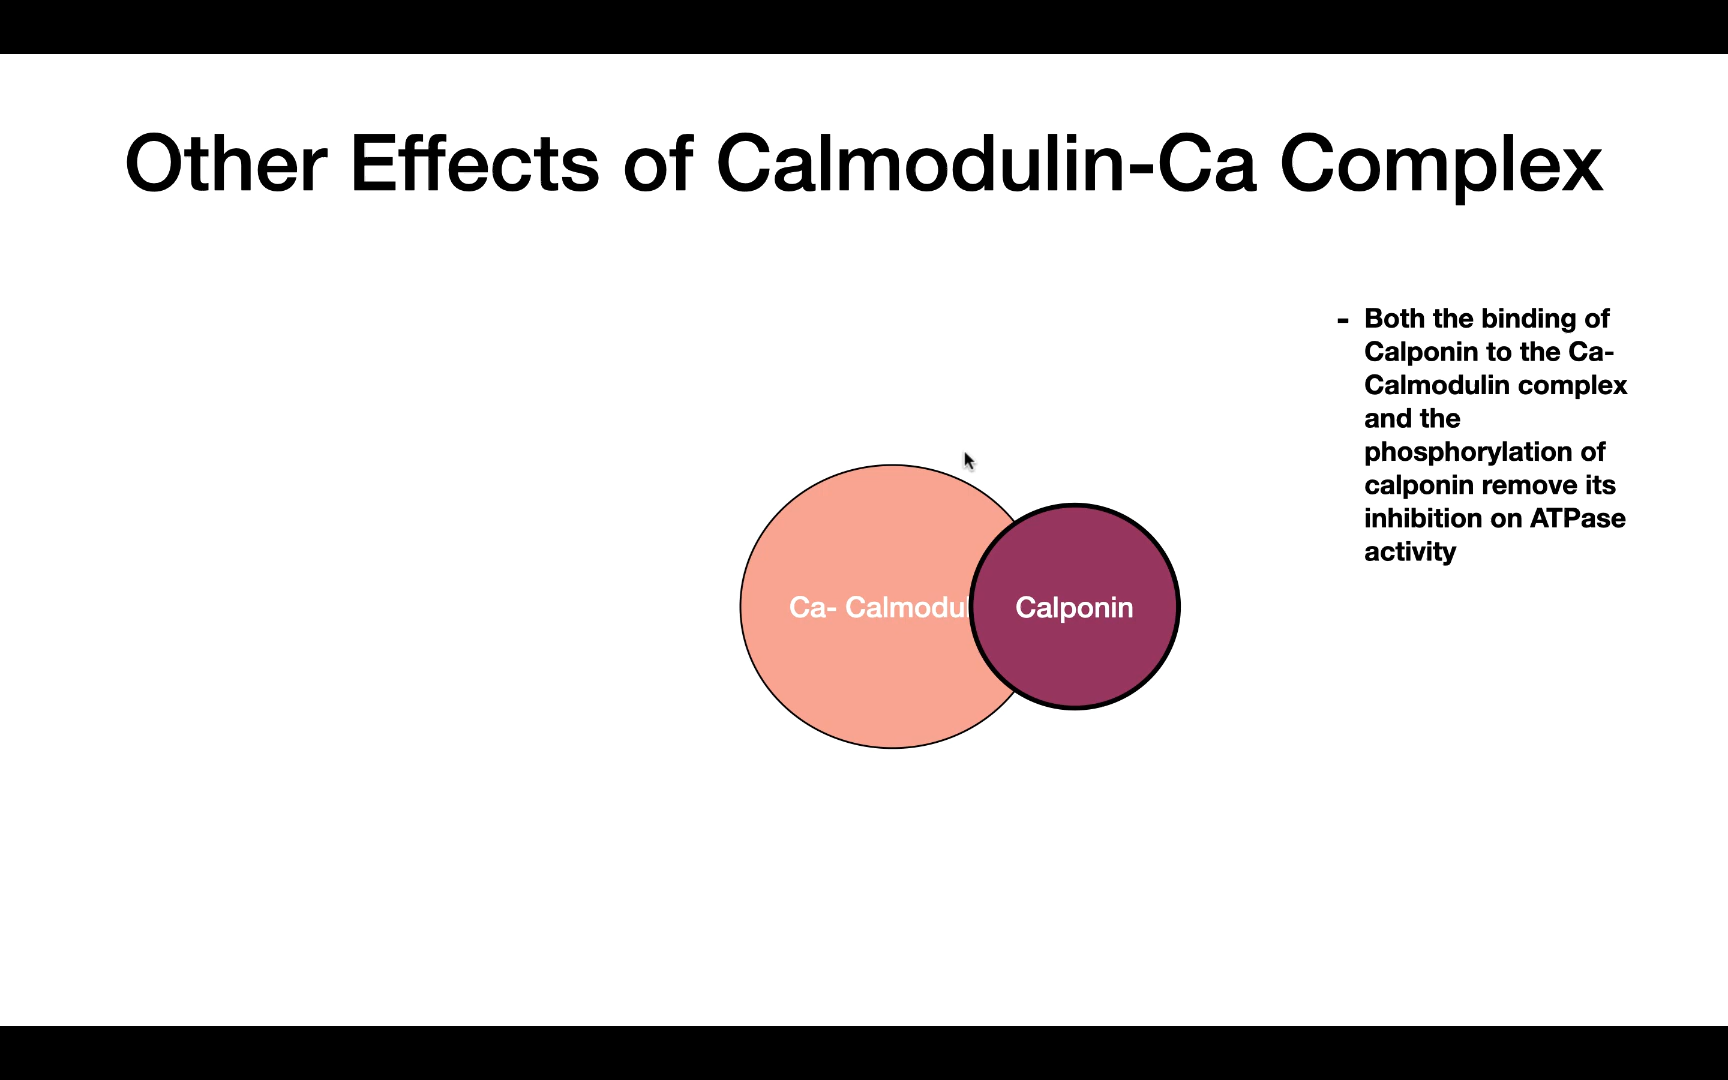 Other Effects of Calmodulin-Ca Complex
- Both the binding of
Calponin to the Ca-
Calmodulin complex
and the
phosphorylation of
calponin remove its
inhibition on ATPase
activity
Ca- Calmodu
Calponin